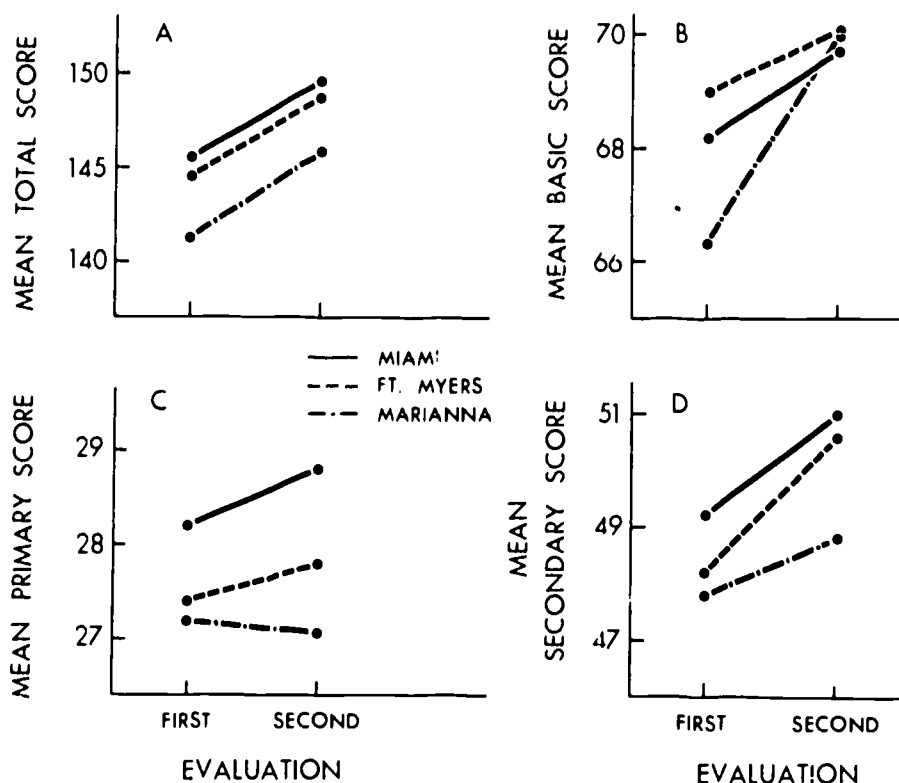 A
MEAN TOTAL SCORE
150
145
140
B
MEAN BASIC SCORE
70
68
66
MIAMI
FT. MYERS
MARIANNA
C
MEAN PRIMARY SCORE
29
28
27
FIRST
SECOND
EVALUATION
D
MEAN
SECONDARY SCORE
51
49
47
FIRST
SECOND
EVALUATION